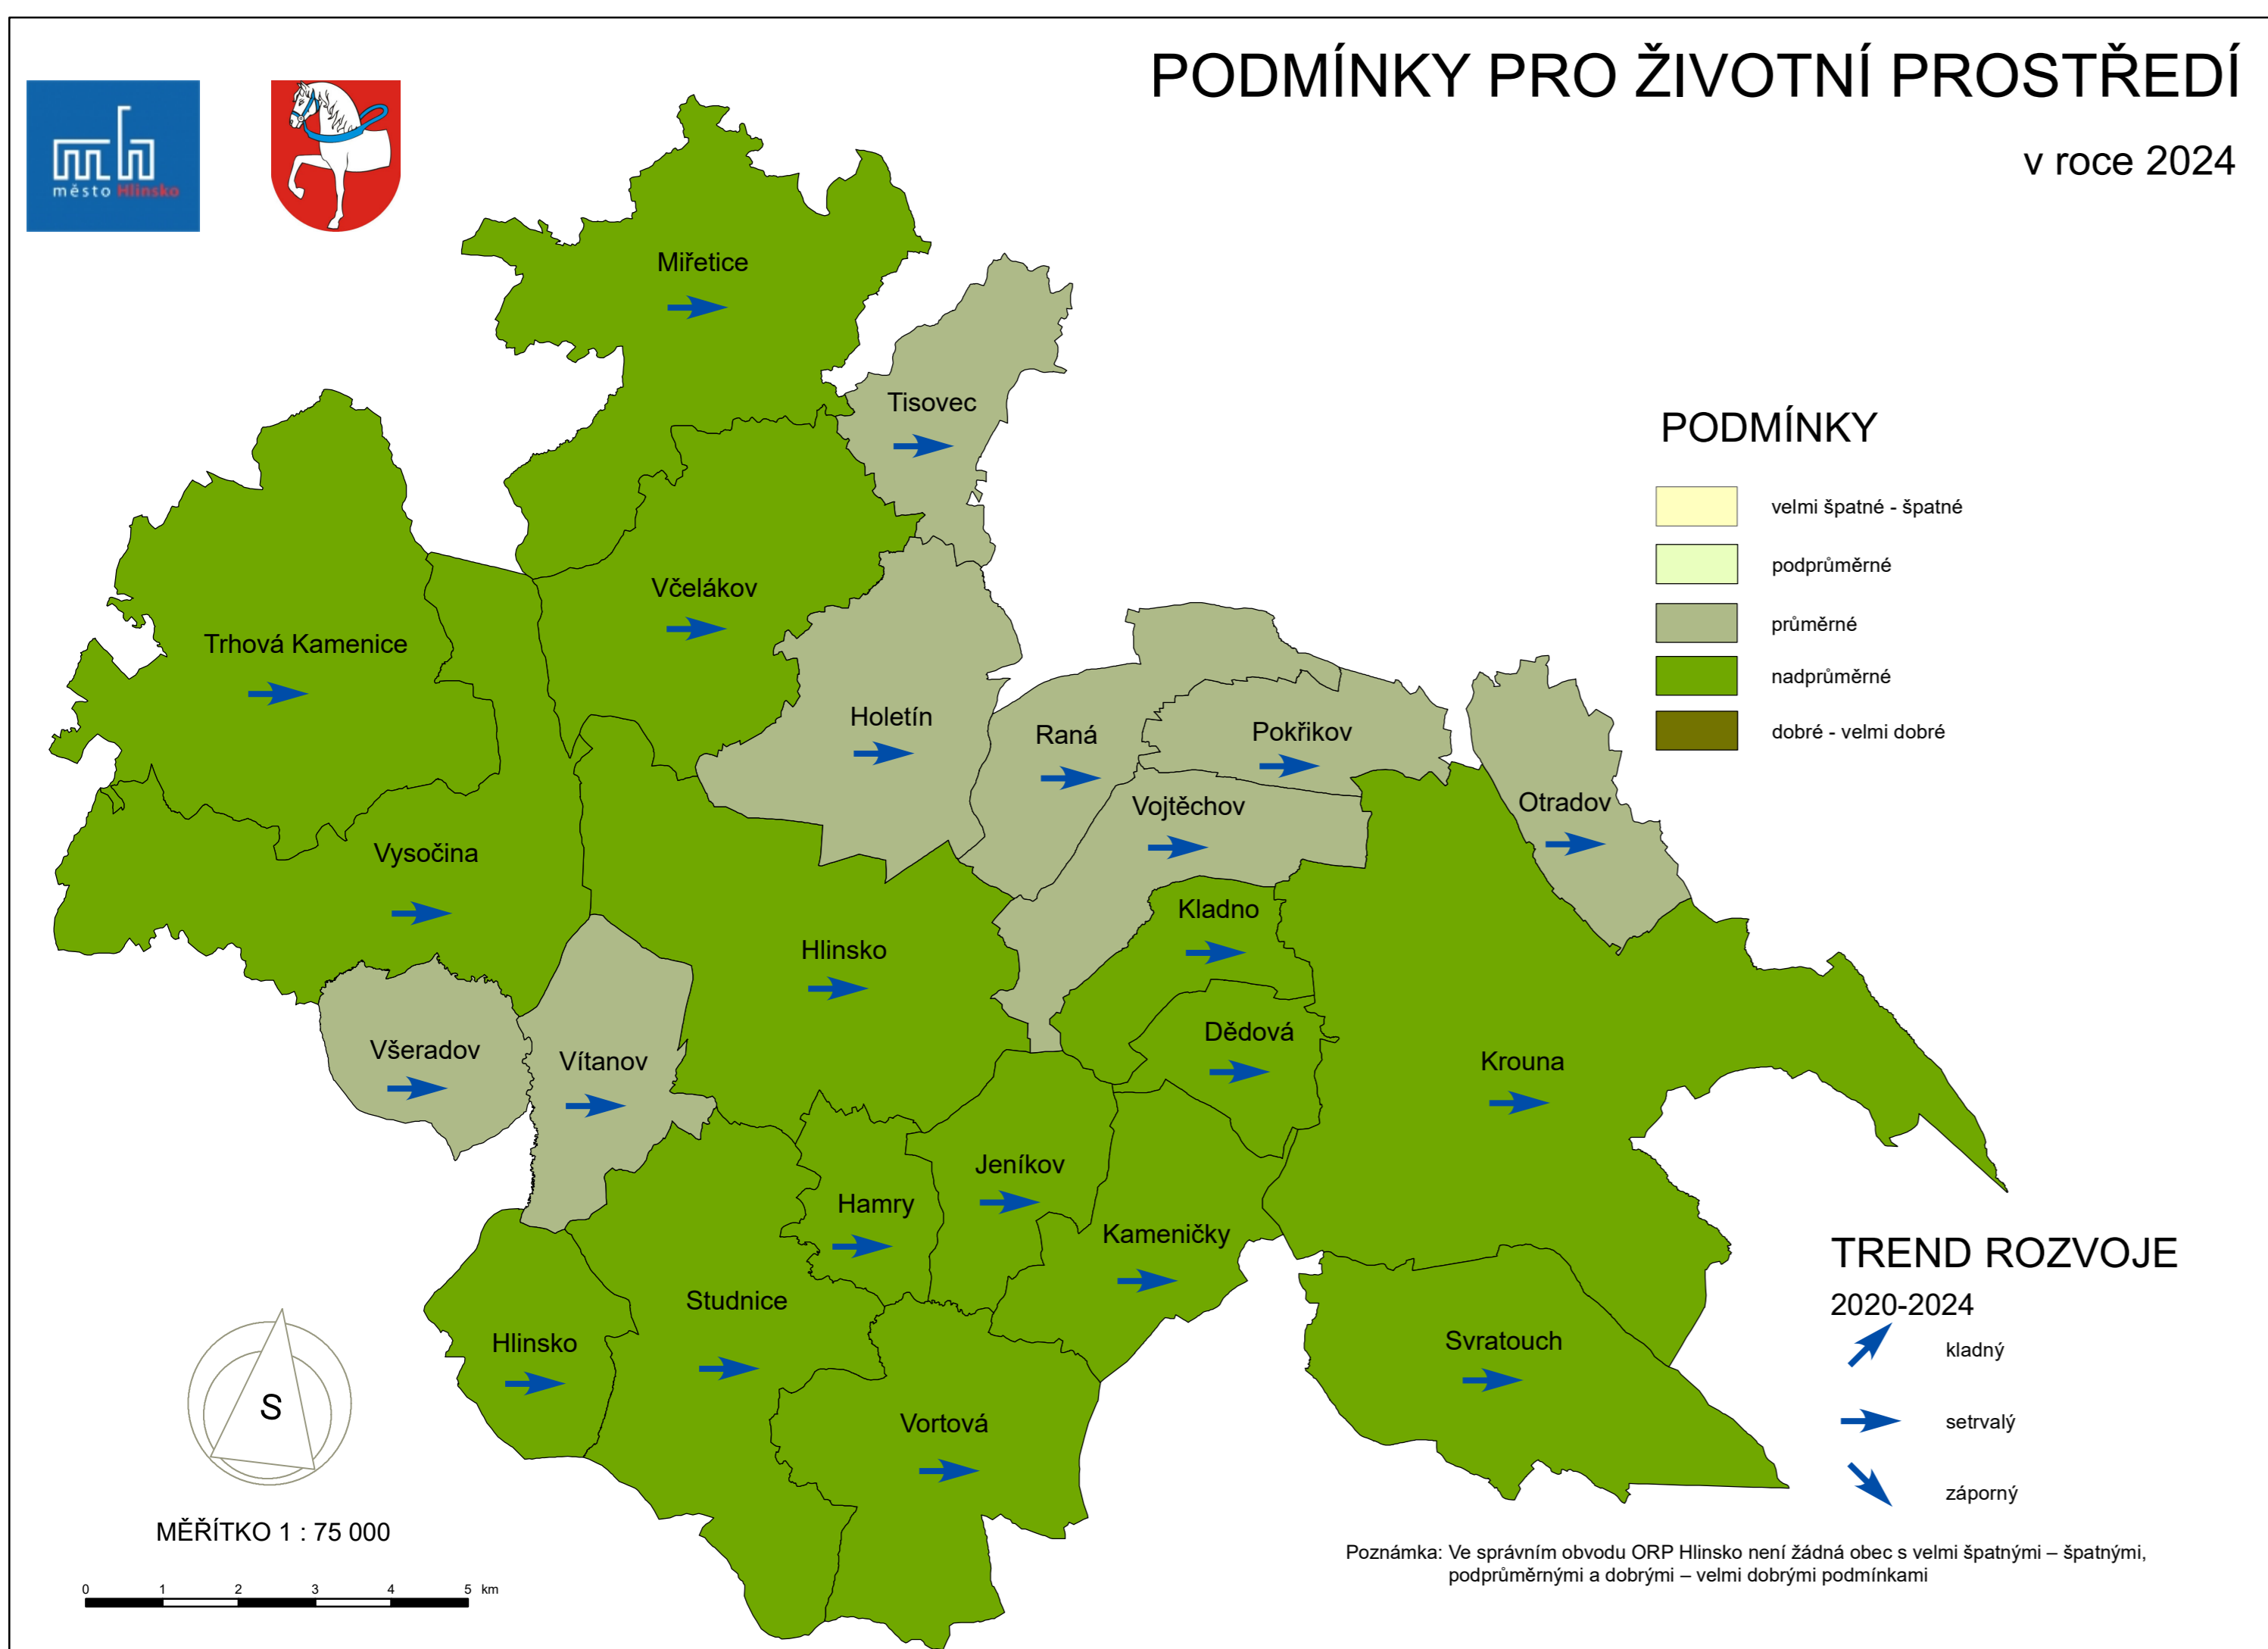 PODMÍNKY PRO ŽIVOTNÍ PROSTŘEDÍ
v roce 2024
město Hlinsko
Miřetice
Tisovec
Včelákov
Trhová Kamenice
Holetín
Raná
Pokřikov
Vojtěchov
Otradov
Vysočina
Kladno
Hlinsko
Dědová
Všeradov
Vítanov
Krouna
Jeníkov
Hamry
Kameničky
Studnice
Hlinsko
Svratouch
Vortová
PODMÍNKY
velmi špatné - špatné
podprůměrné
průměrné
nadprůměrné
dobré - velmi dobré
TREND ROZVOJE
2020-2024
kladný
setrvalý
záporný
S
MĚŘÍTKO 1 : 75 000
0 1 2 3 4 5 km
Poznámka: Ve správním obvodu ORP Hlinsko není žádná obec s velmi špatnými – špatnými,
podprůměrnými a dobrými – velmi dobrými podmínkami